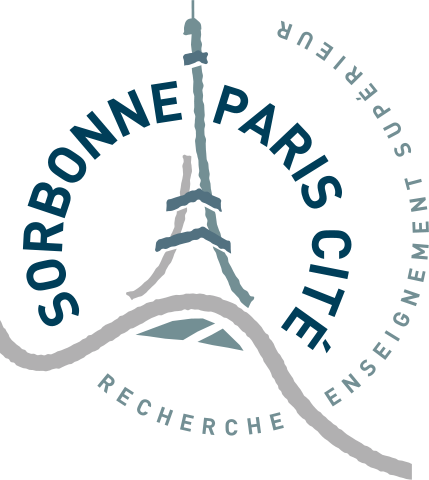 SORBONNE PARIS CITÉ
RECHERCHE ENSEIGNEMENT SUPÉRIEUR